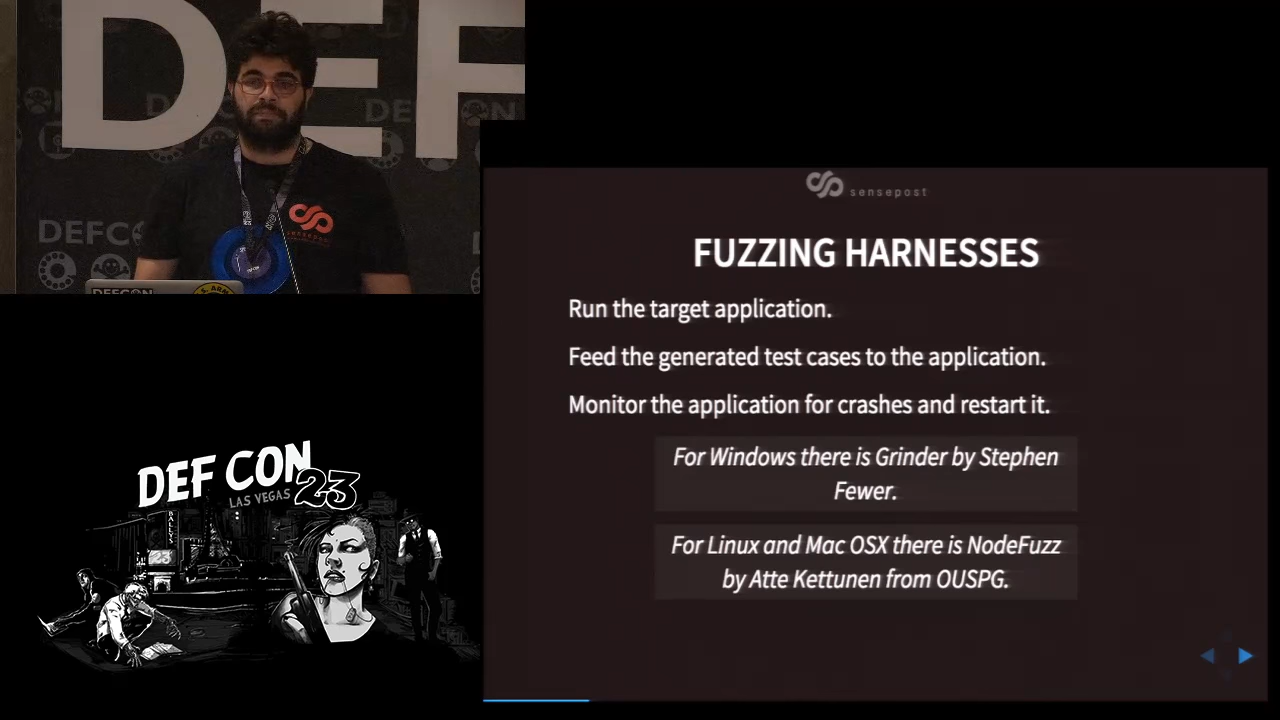 DEF
DEFCON
sensepost
FUZZING HARNESSES
Run the target application.
Feed the generated test cases to the application.
Monitor the application for crashes and restart it.
For Windows there is Grinder by Stephen
Fewer.
For Linux and Mac OSX there is NodeFuzz
by Atte Kettunen from OUSPG.
DEF CON
23
LAS VEGAS
BALLYS
23